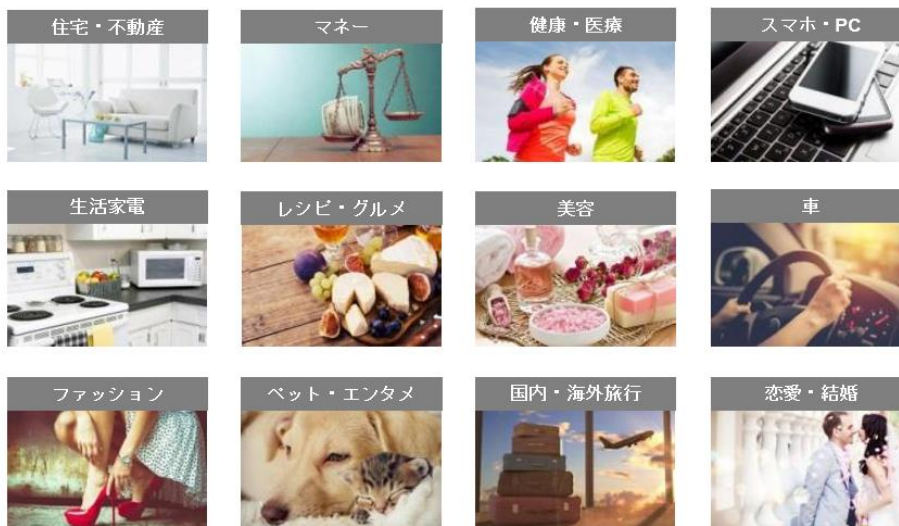 住宅・不動産
マネー
健康・医療
スマホ・PC
生活家電
レシピ・グルメ
美容
車
ファッション
ペット・エンタメ
国内・海外旅行
恋愛・結婚